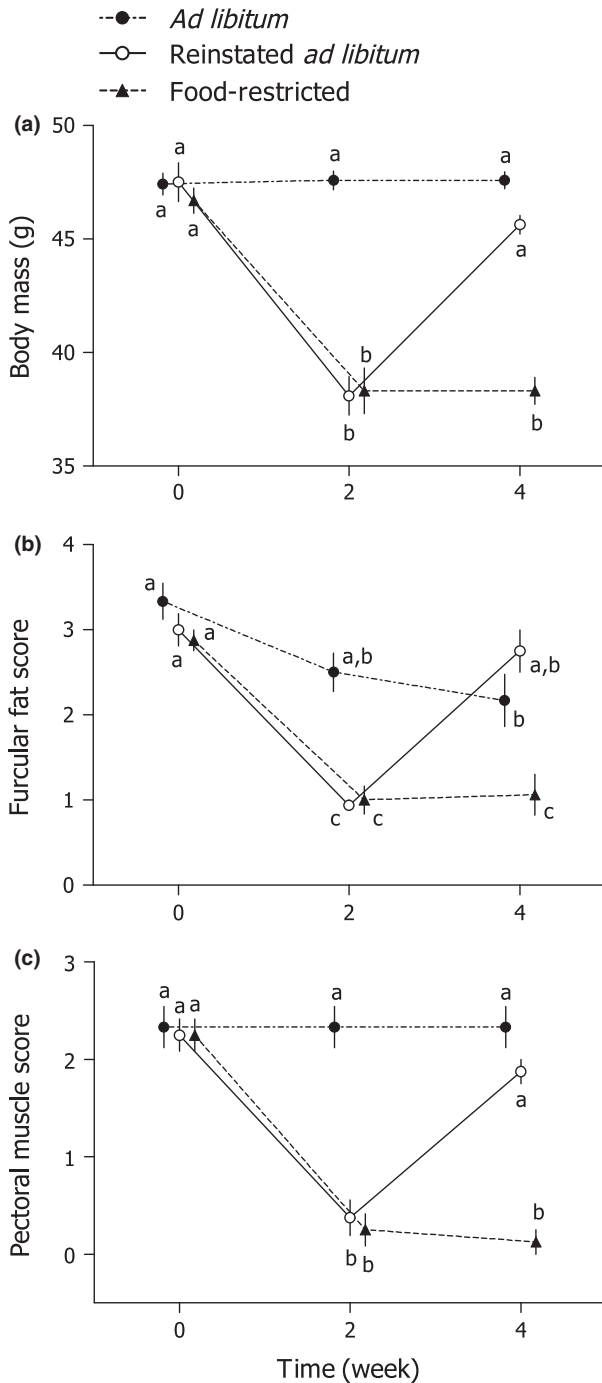 Ad libitum
Reinstated ad libitum
Food-restricted
(a)
50
45
40
35
Body mass (g)
a
a
a
a
a
a
b
b
b
0 2 4
(b)
4
3
2
1
0
Furcular fat score
a
a
a
a,b
a,b
b
c c
c
0 2 4
(c)
3
2
1
0
Pectoral muscle score
a a a
a
a
a
b b
b
0 2 4
Time (week)